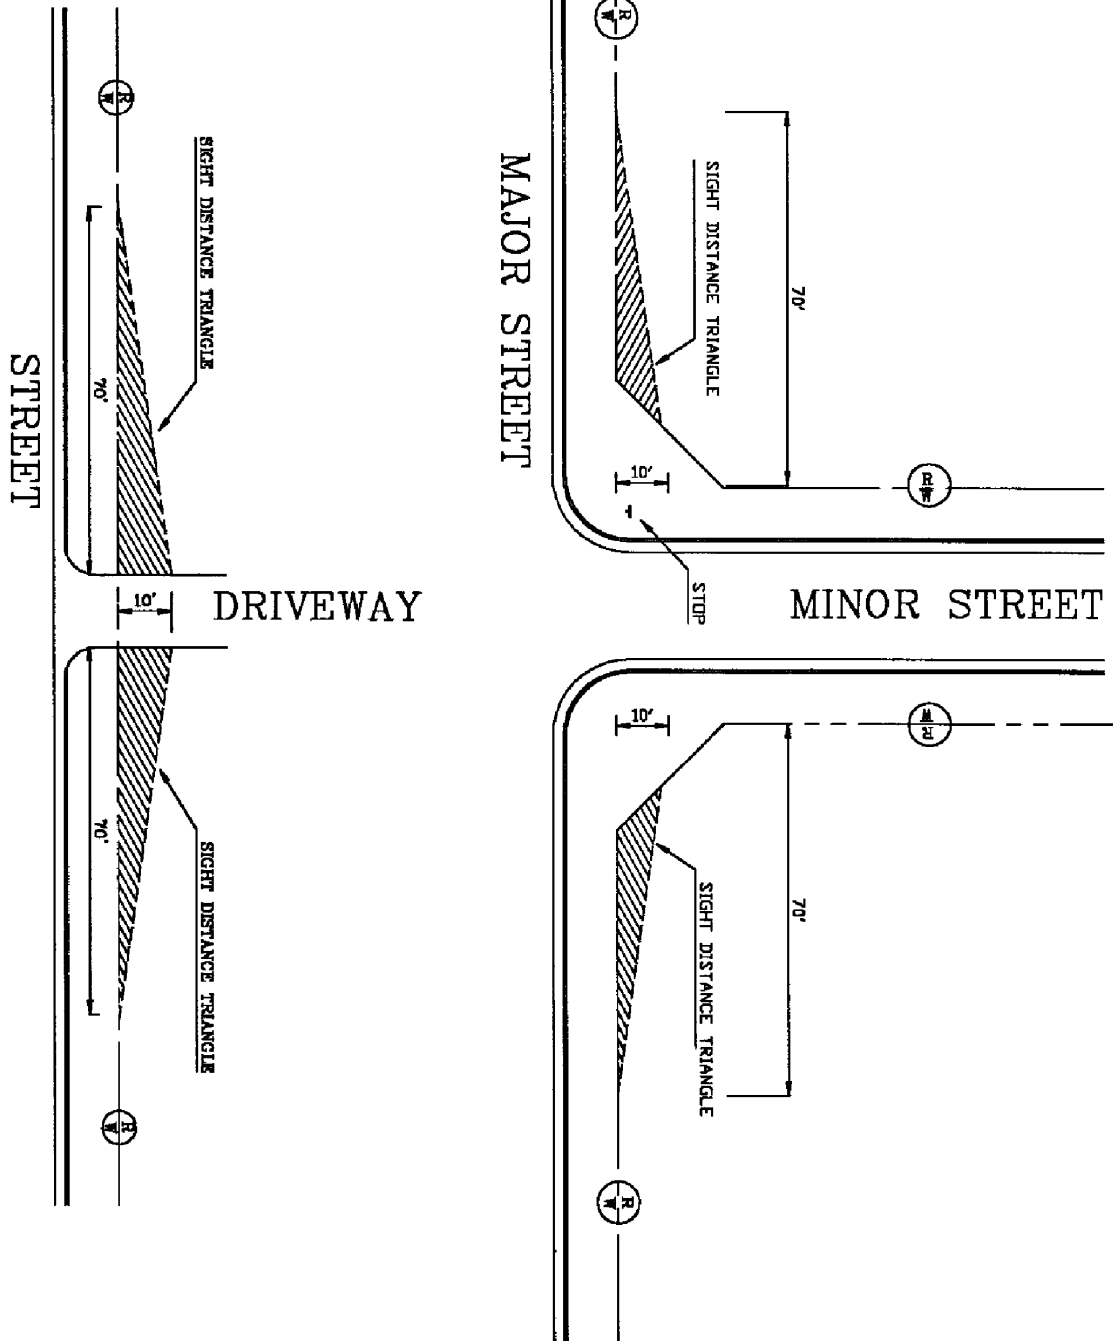 R
W
SIGHT DISTANCE TRIANGLE
70'
STREET
10'
DRIVEWAY
70'
SIGHT DISTANCE TRIANGLE
R
W
R
W
MAJOR STREET
SIGHT DISTANCE TRIANGLE
70'
10'
R
W
STOP
MINOR STREET
10'
R
W
70'
SIGHT DISTANCE TRIANGLE
R
W